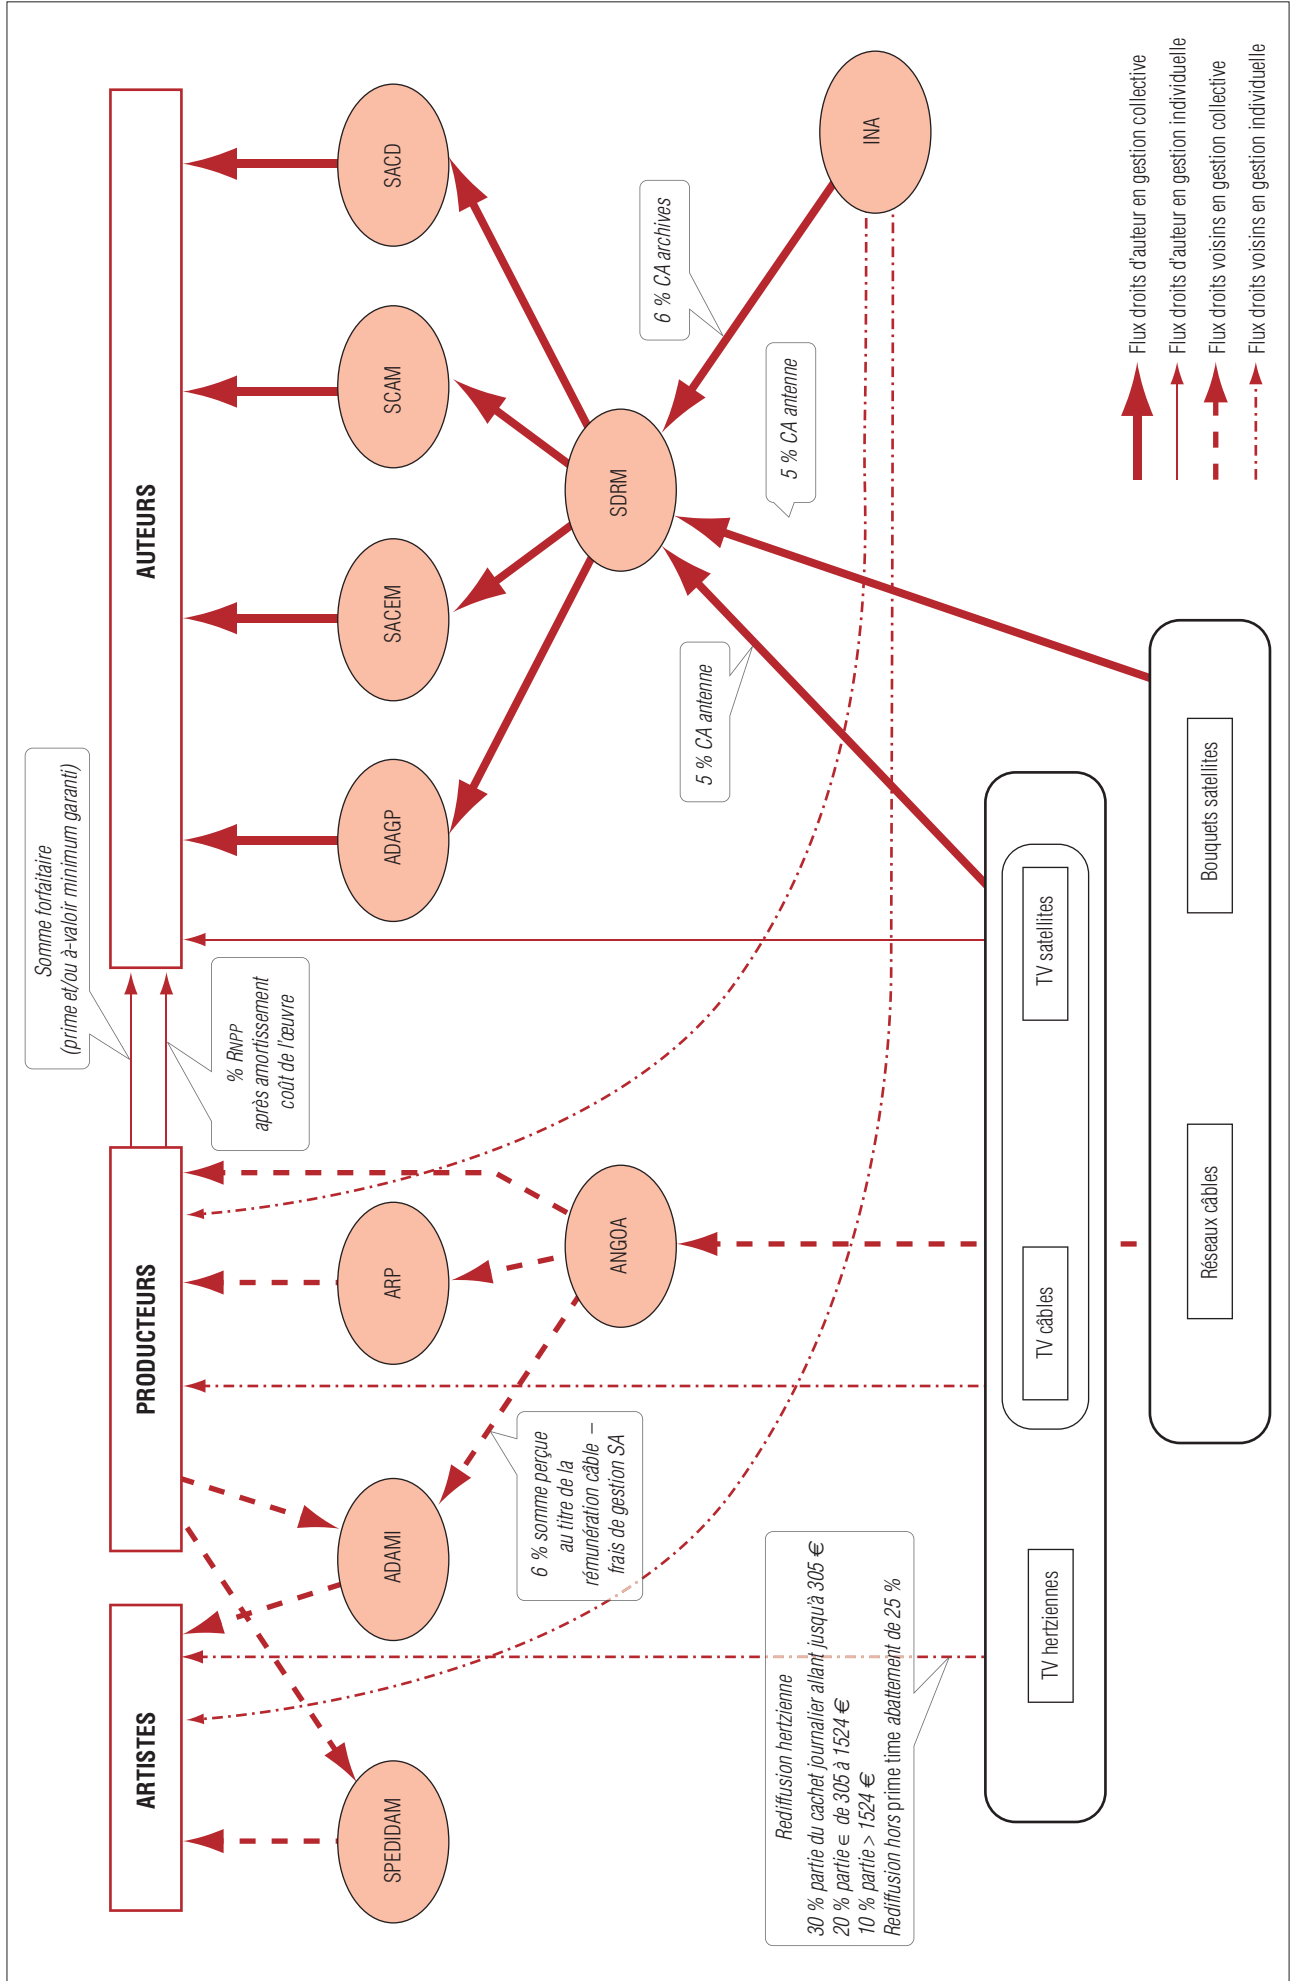 ARTISTES
PRODUCTEURS
AUTEURS
Somme forfaitaire
(prime et/ou à-valoir minimum garanti)
% RNPP
après amortissement
coût de l'œuvre
SPEDIDAM
ADAMI
ARP
ADAGP
SACEM
SCAM
SACD
6 % somme perçue
au titre de la
rémunération câble –
frais de gestion SA
ANGOA
SDRM
6 % CA archives
5 % CA antenne
5 % CA antenne
INA
Rediffusion hertzienne
30 % partie du cachet journalier allant jusqu'à 305 €
20 % partie ∈ de 305 à 1524 €
10 % partie > 1524 €
Rediffusion hors prime time abattement de 25 %
TV hertziennes
TV câbles
TV satellites
Réseaux câbles
Bouquets satellites
Flux droits d'auteur en gestion collective
Flux droits d'auteur en gestion individuelle
Flux droits voisins en gestion collective
Flux droits voisins en gestion individuelle